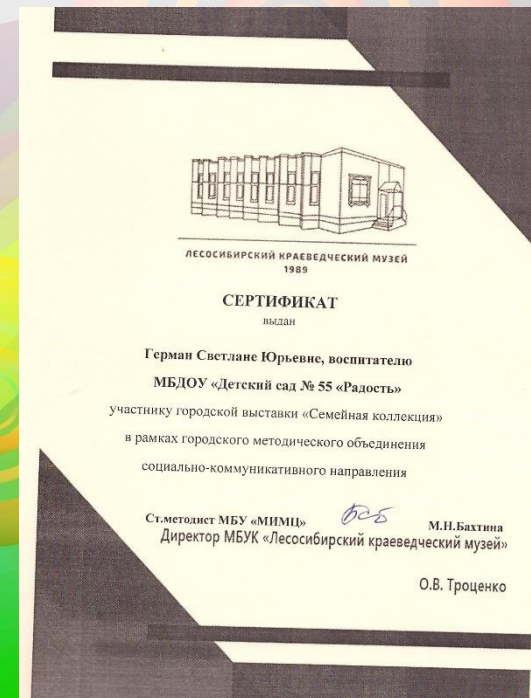 ЛЕСОСИБИРСКИЙ КРАЕВЕДЧЕСКИЙ МУЗЕЙ
1989
СЕРТИФИКАТ
выдан
Герман Светлане Юрьевне, воспитателю
МБДОУ «Детский сад № 55 «Радость»
участнику городской выставки «Семейная коллекция»
в рамках городского методического объединения
социально-коммуникативного направления
Ст.методист МБУ «МИМЦ» М.Н.Бахтина
Директор МБУК «Лесосибирский краеведческий музей»
О.В. Троценко